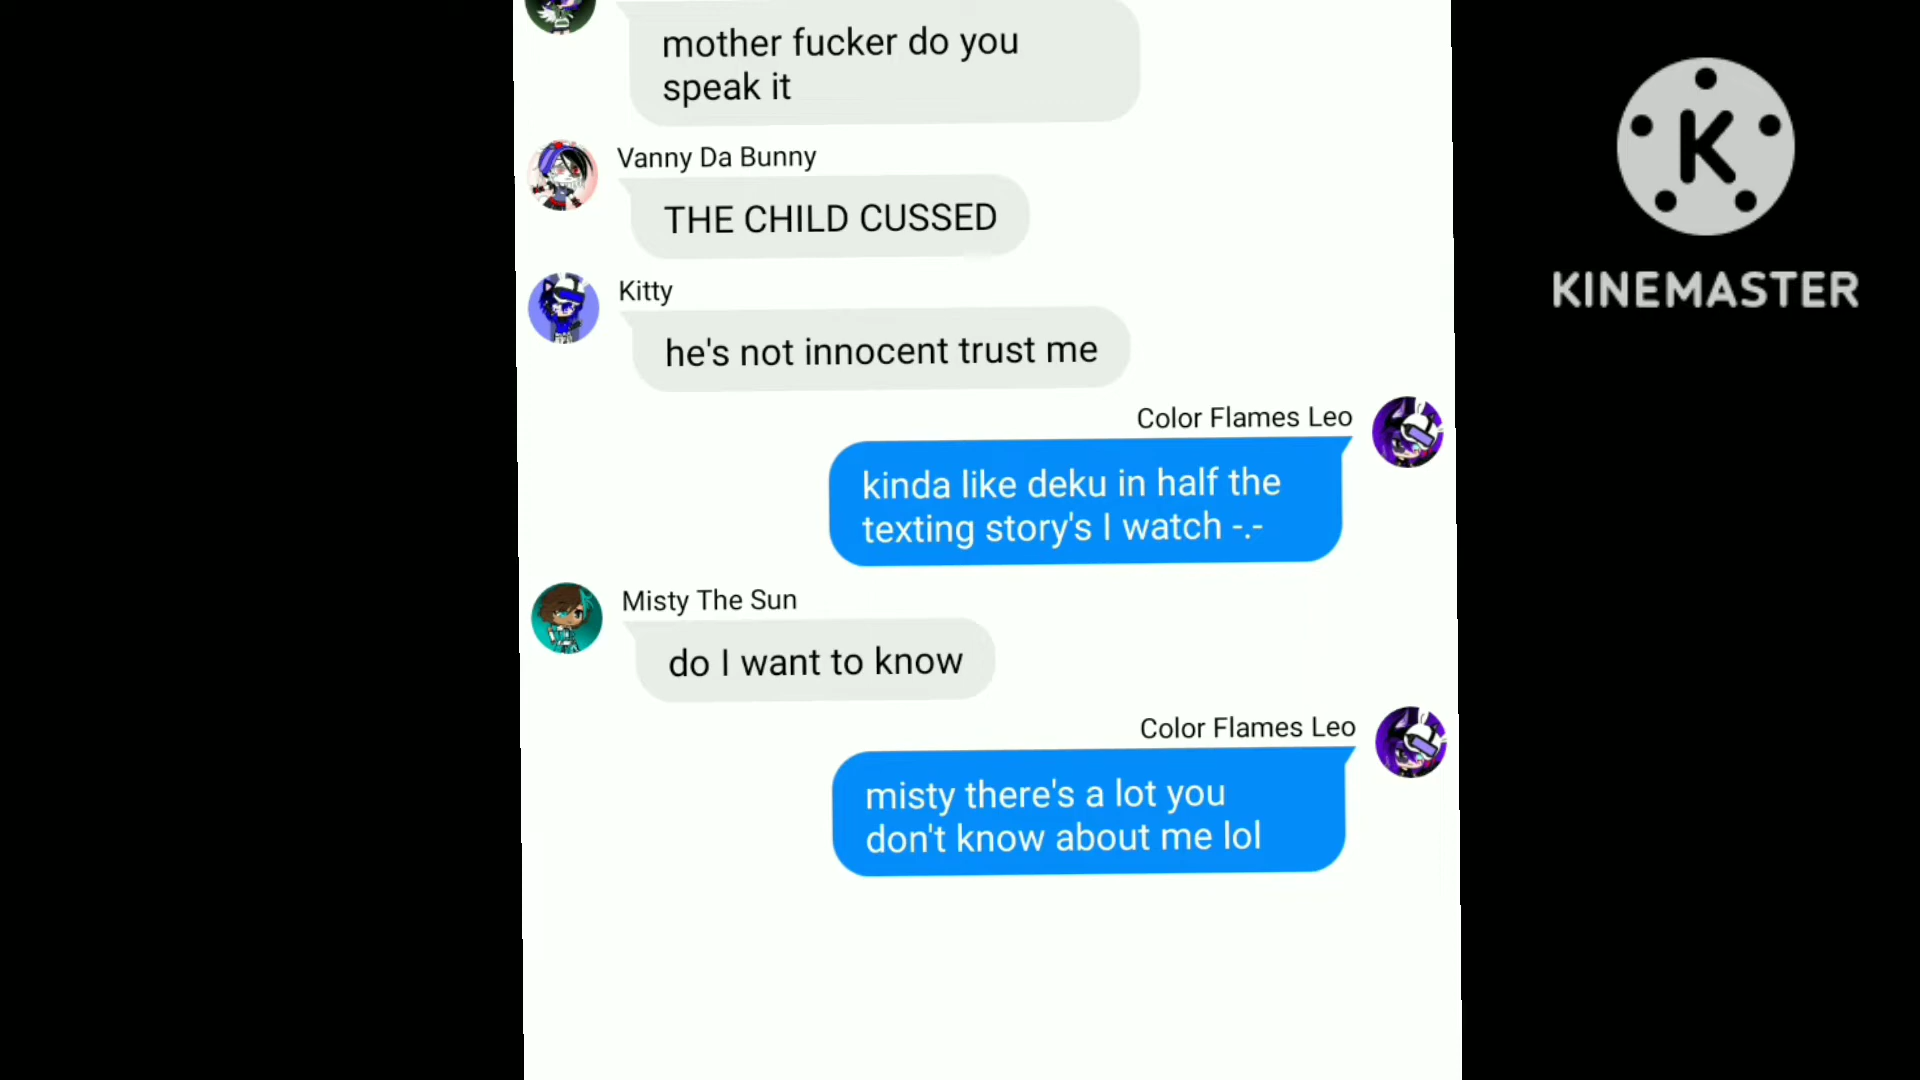 mother fucker do you
speak it
Vanny Da Bunny
THE CHILD CUSSED
Kitty
he's not innocent trust me
Color Flames Leo
kinda like deku in half the
texting story's I watch -.-
Misty The Sun
do I want to know
Color Flames Leo
misty there's a lot you
don't know about me lol
K
KINEMASTER